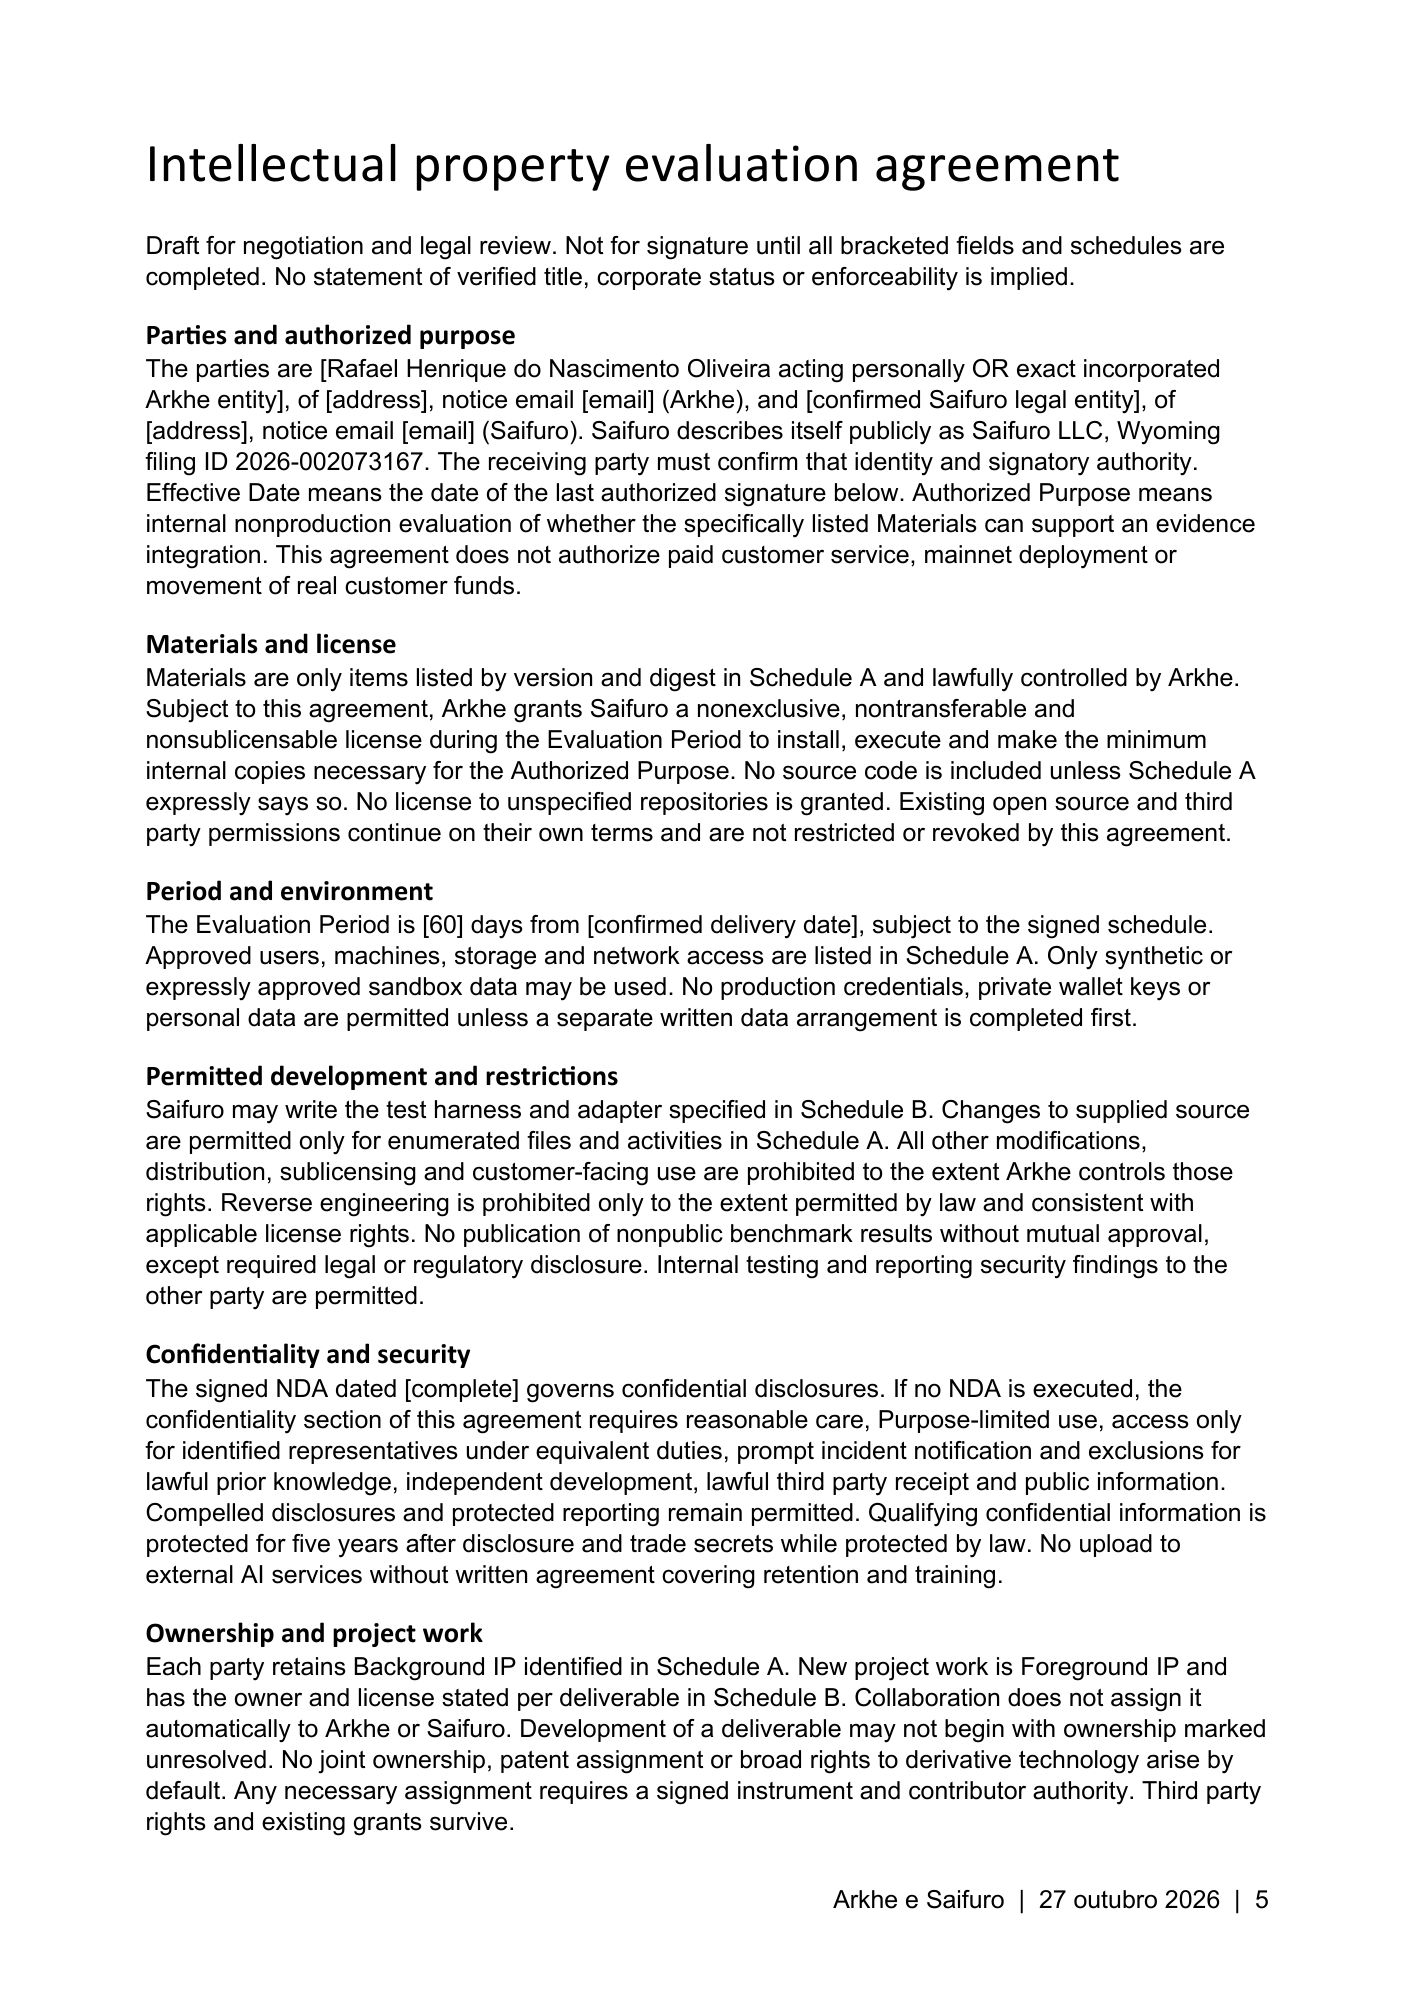 Intellectual property evaluation agreement
Draft for negotiation and legal review. Not for signature until all bracketed fields and schedules are
completed. No statement of verified title, corporate status or enforceability is implied.
Parties and authorized purpose
The parties are [Rafael Henrique do Nascimento Oliveira acting personally OR exact incorporated
Arkhe entity], of [address], notice email [email] (Arkhe), and [confirmed Saifuro legal entity], of
[address], notice email [email] (Saifuro). Saifuro describes itself publicly as Saifuro LLC, Wyoming
filing ID 2026-002073167. The receiving party must confirm that identity and signatory authority.
Effective Date means the date of the last authorized signature below. Authorized Purpose means
internal nonproduction evaluation of whether the specifically listed Materials can support an evidence
integration. This agreement does not authorize paid customer service, mainnet deployment or
movement of real customer funds.
Materials and license
Materials are only items listed by version and digest in Schedule A and lawfully controlled by Arkhe.
Subject to this agreement, Arkhe grants Saifuro a nonexclusive, nontransferable and
nonsublicensable license during the Evaluation Period to install, execute and make the minimum
internal copies necessary for the Authorized Purpose. No source code is included unless Schedule A
expressly says so. No license to unspecified repositories is granted. Existing open source and third
party permissions continue on their own terms and are not restricted or revoked by this agreement.
Period and environment
The Evaluation Period is [60] days from [confirmed delivery date], subject to the signed schedule.
Approved users, machines, storage and network access are listed in Schedule A. Only synthetic or
expressly approved sandbox data may be used. No production credentials, private wallet keys or
personal data are permitted unless a separate written data arrangement is completed first.
Permitted development and restrictions
Saifuro may write the test harness and adapter specified in Schedule B. Changes to supplied source
are permitted only for enumerated files and activities in Schedule A. All other modifications,
distribution, sublicensing and customer-facing use are prohibited to the extent Arkhe controls those
rights. Reverse engineering is prohibited only to the extent permitted by law and consistent with
applicable license rights. No publication of nonpublic benchmark results without mutual approval,
except required legal or regulatory disclosure. Internal testing and reporting security findings to the
other party are permitted.
Confidentiality and security
The signed NDA dated [complete] governs confidential disclosures. If no NDA is executed, the
confidentiality section of this agreement requires reasonable care, Purpose-limited use, access only
for identified representatives under equivalent duties, prompt incident notification and exclusions for
lawful prior knowledge, independent development, lawful third party receipt and public information.
Compelled disclosures and protected reporting remain permitted. Qualifying confidential information is
protected for five years after disclosure and trade secrets while protected by law. No upload to
external AI services without written agreement covering retention and training.
Ownership and project work
Each party retains Background IP identified in Schedule A. New project work is Foreground IP and
has the owner and license stated per deliverable in Schedule B. Collaboration does not assign it
automatically to Arkhe or Saifuro. Development of a deliverable may not begin with ownership marked
unresolved. No joint ownership, patent assignment or broad rights to derivative technology arise by
default. Any necessary assignment requires a signed instrument and contributor authority. Third party
rights and existing grants survive.
Arkhe e Saifuro | 27 outubro 2026 | 5